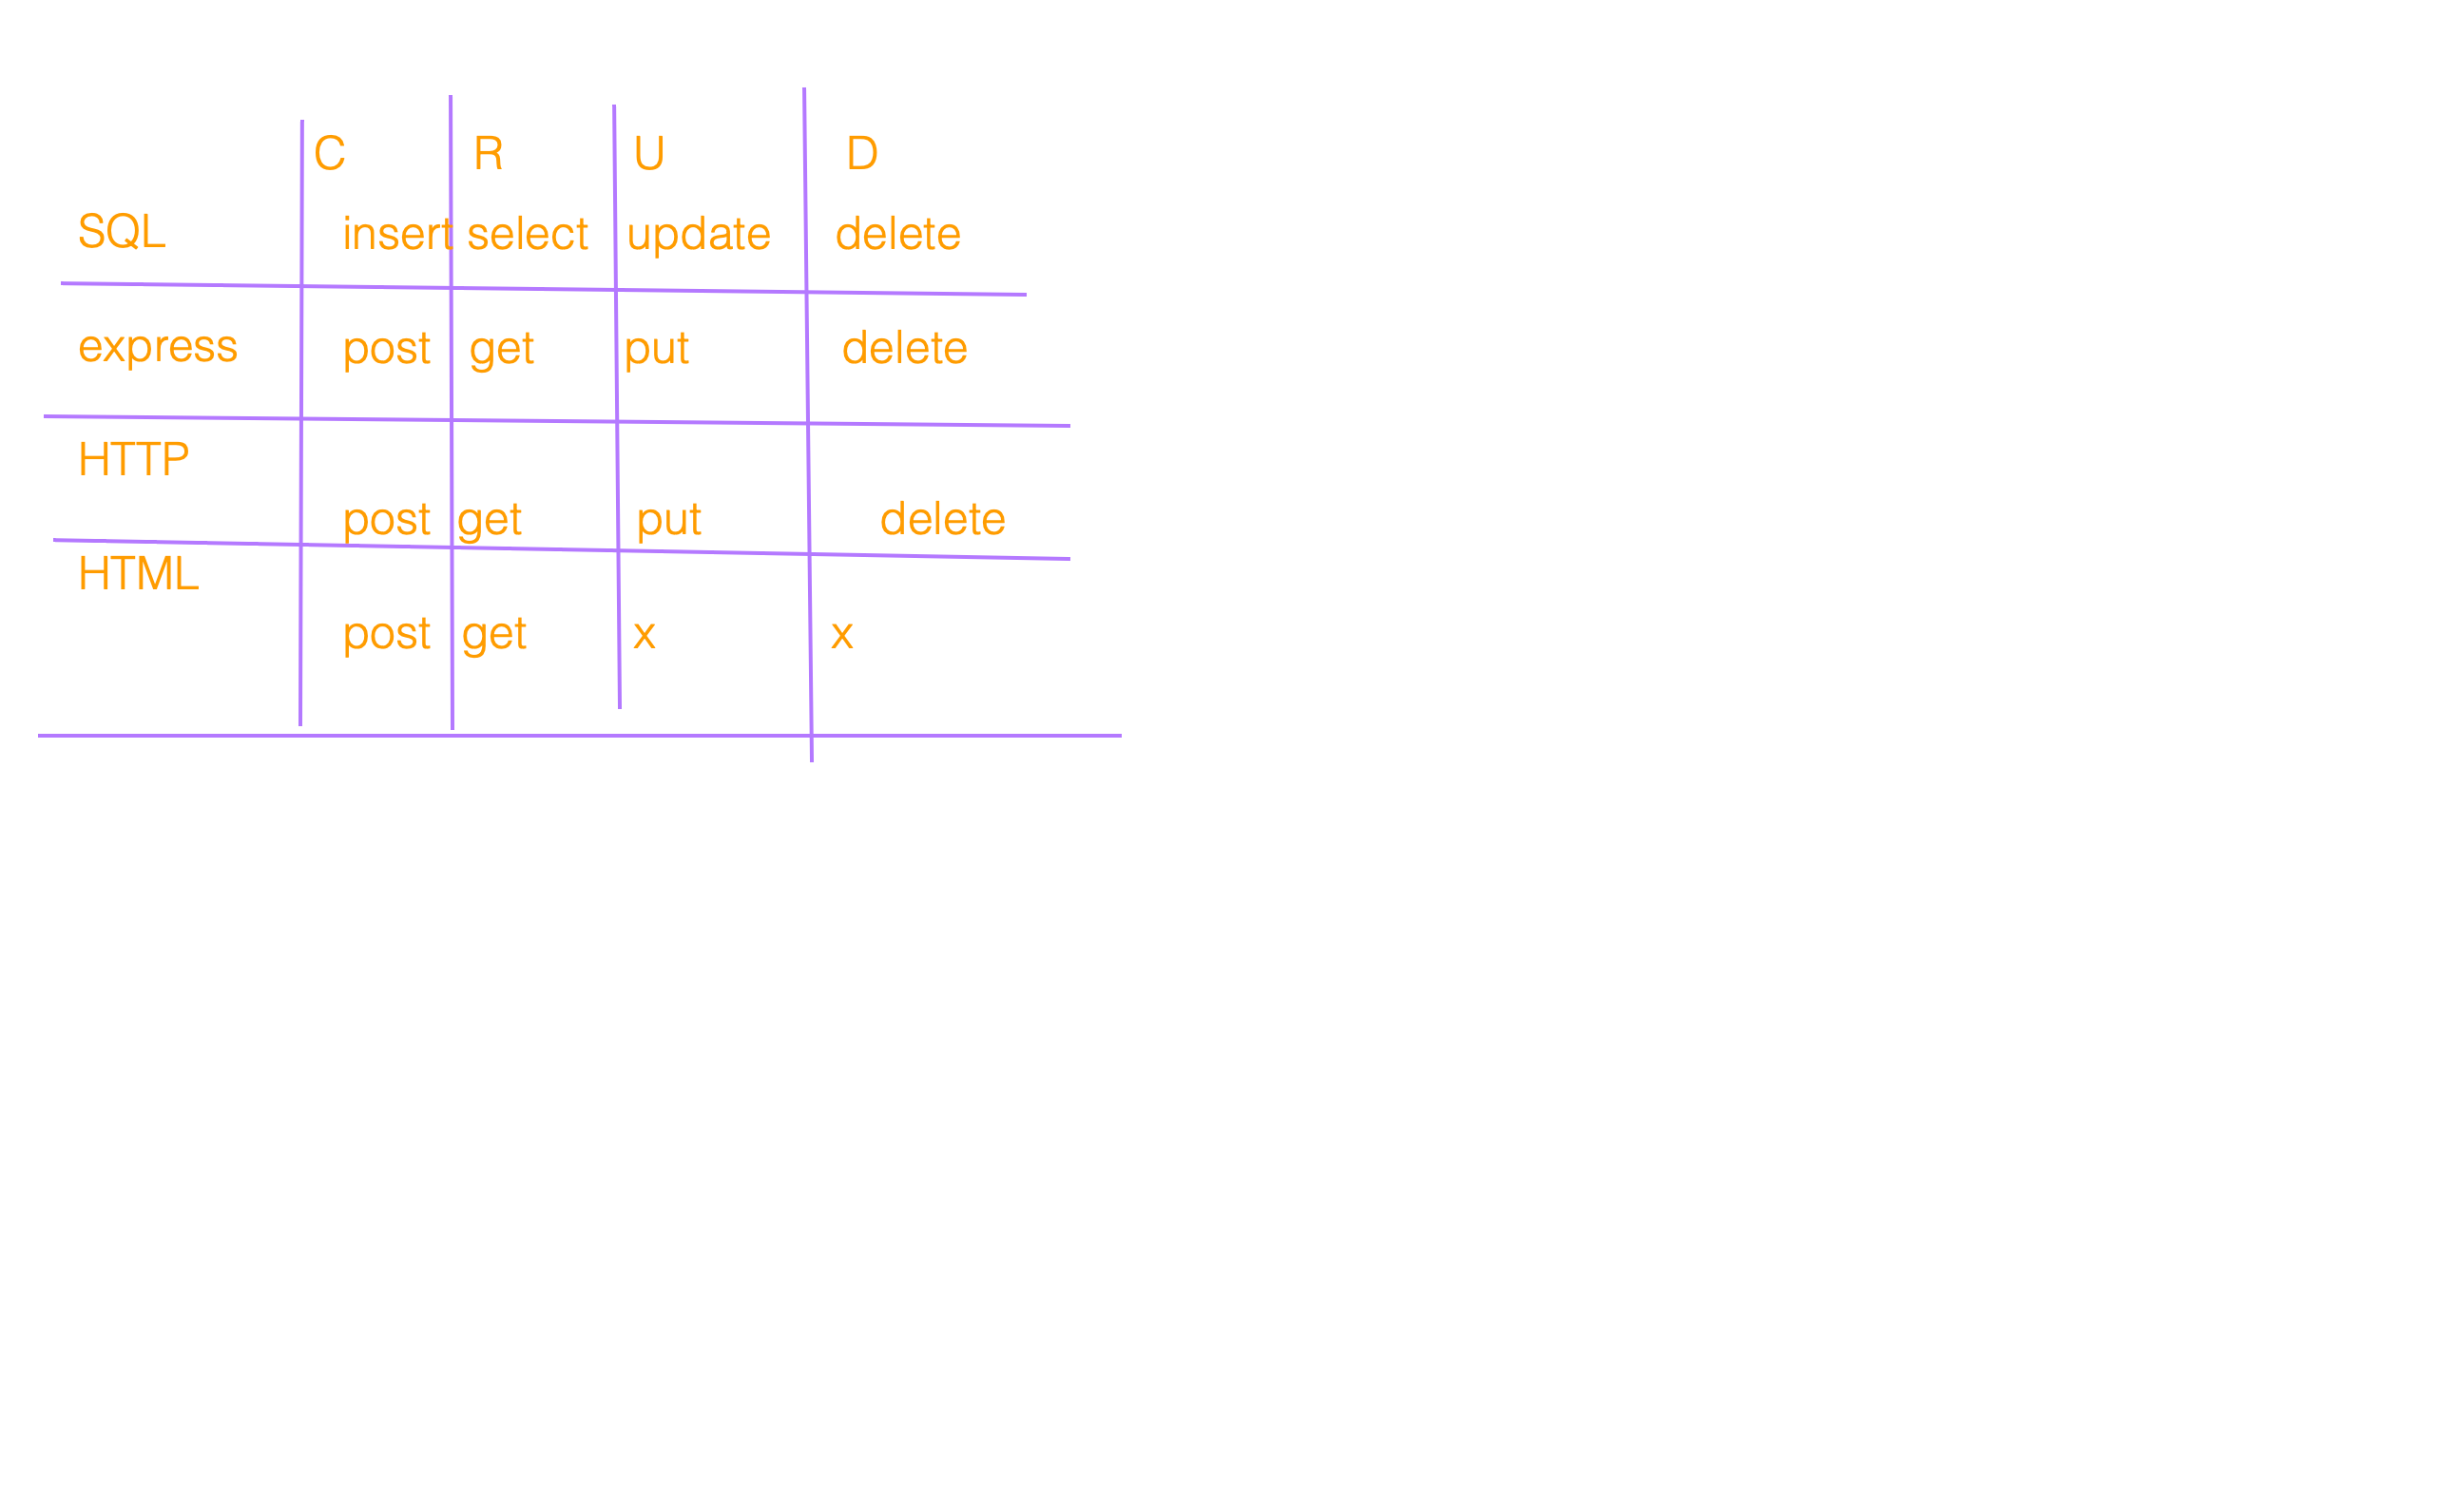 C R U D
SQL insert select update delete
express post get put delete
HTTP
post get put delete
HTML
post get x x